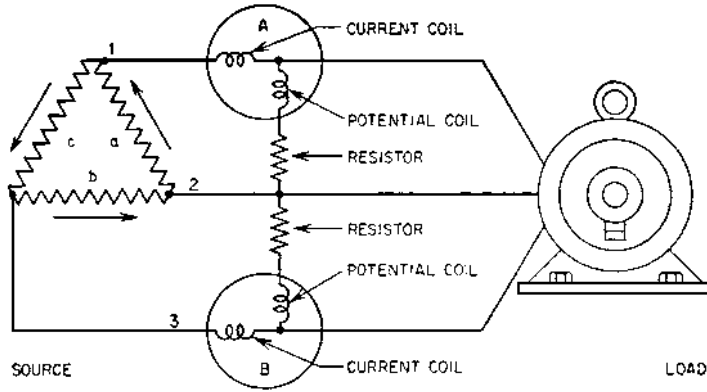 A
CURRENT COIL
1
POTENTIAL COIL
c
a
RESISTOR
b
2
RESISTOR
POTENTIAL COIL
3
B
SOURCE
CURRENT COIL
LOAD